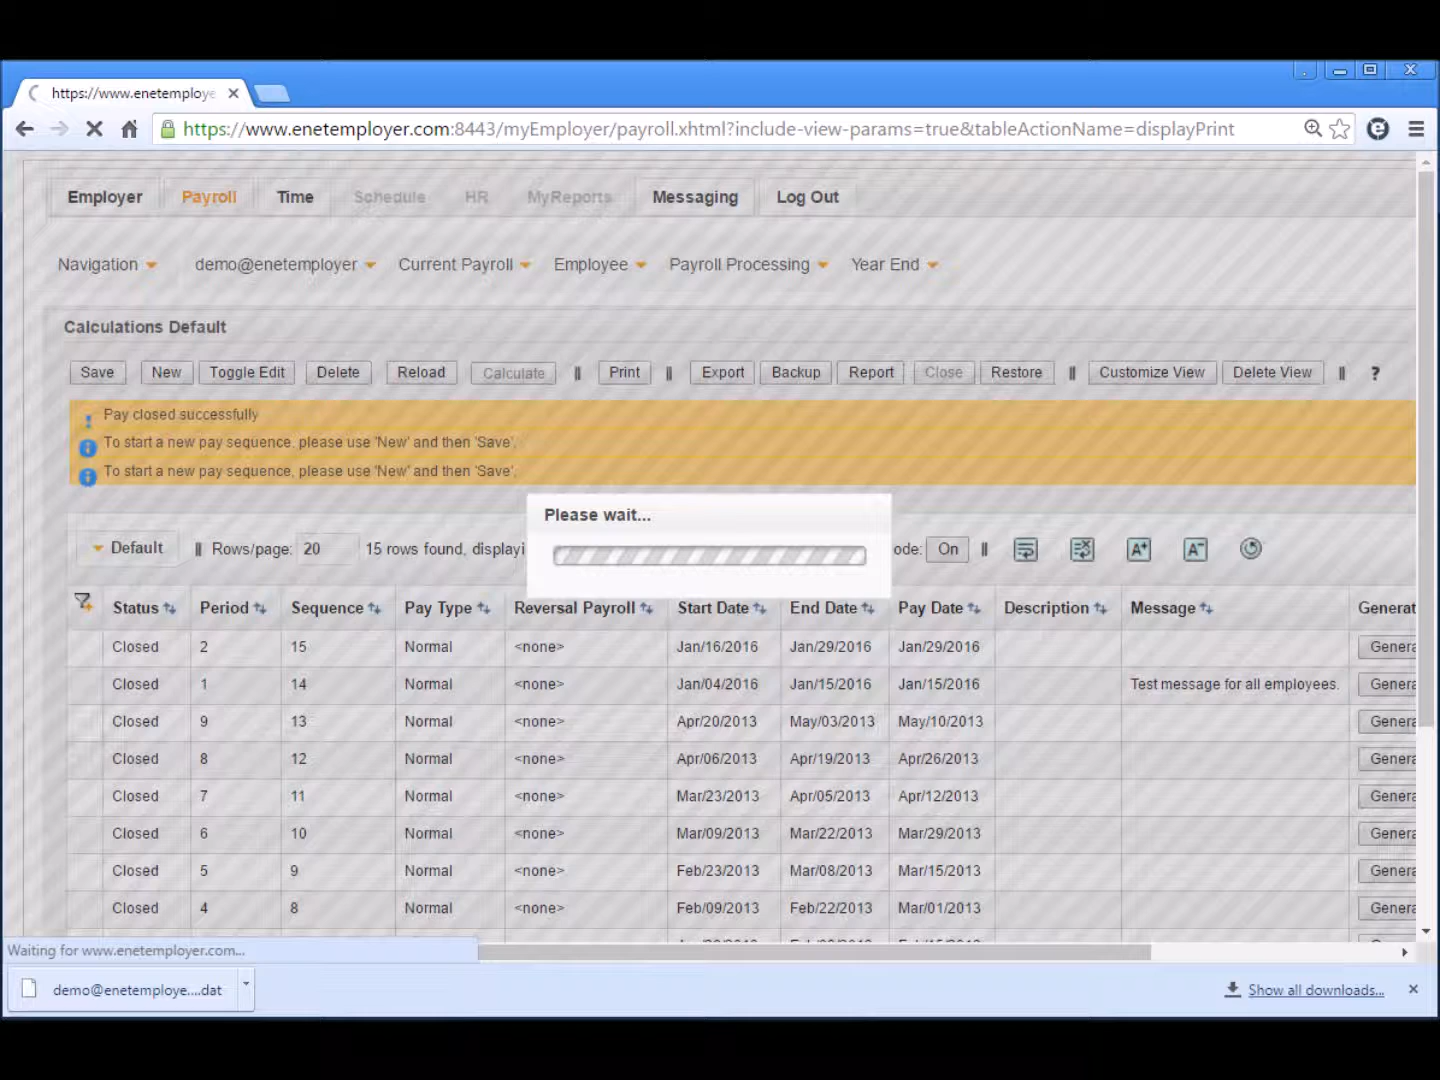 https://www.enetemploye
https://www.enetemployer.com:8443/myEmployer/payroll.xhtml?include-view-params=true&tableActionName=displayPrint
Employer Payroll Time Schedule HR MyReports Messaging Log Out
Navigation demo@enetemployer Current Payroll Employee Payroll Processing Year End
Calculations Default
Save New Toggle Edit Delete Reload Calculate Print Export Backup Report Close Restore Customize View Delete View ?
Pay closed successfully
To start a new pay sequence, please use 'New' and then 'Save'.
To start a new pay sequence, please use 'New' and then 'Save'.
Please wait...
Default Rows/page: 20 15 rows found, displayi ode: On A+ A-
Status Period Sequence Pay Type Reversal Payroll Start Date End Date Pay Date Description Message Generat
Closed 2 15 Normal <none> Jan/16/2016 Jan/29/2016 Jan/29/2016 Genera
Closed 1 14 Normal <none> Jan/04/2016 Jan/15/2016 Jan/15/2016 Test message for all employees. Genera
Closed 9 13 Normal <none> Apr/20/2013 May/03/2013 May/10/2013 Genera
Closed 8 12 Normal <none> Apr/06/2013 Apr/19/2013 Apr/26/2013 Genera
Closed 7 11 Normal <none> Mar/23/2013 Apr/05/2013 Apr/12/2013 Genera
Closed 6 10 Normal <none> Mar/09/2013 Mar/22/2013 Mar/29/2013 Genera
Closed 5 9 Normal <none> Feb/23/2013 Mar/08/2013 Mar/15/2013 Genera
Closed 4 8 Normal <none> Feb/09/2013 Feb/22/2013 Mar/01/2013 Genera
Waiting for www.enetemployer.com...
demo@enetemploye....dat Show all downloads...